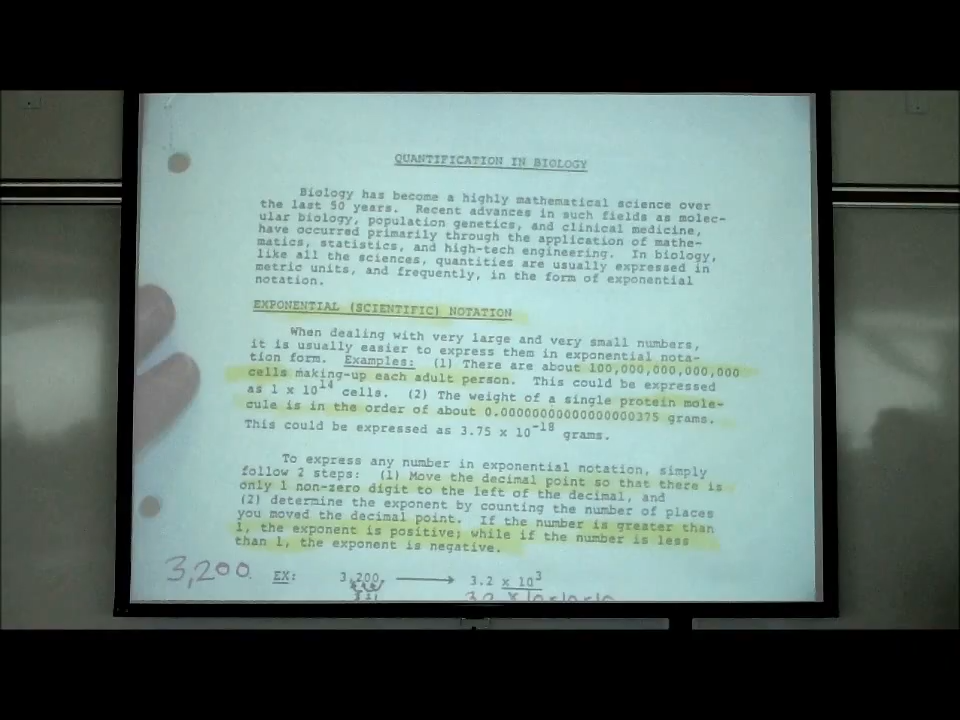 QUANTIFICATION IN BIOLOGY
Biology has become a highly mathematical science over
the last 50 years. Recent advances in such fields as molec-
ular biology, population genetics, and clinical medicine,
have occurred primarily through the application of mathe-
matics, statistics, and high-tech engineering. In biology,
like all the sciences, quantities are usually expressed in
metric units, and frequently, in the form of exponential
notation.
EXPONENTIAL (SCIENTIFIC) NOTATION
When dealing with very large and very small numbers,
it is usually easier to express them in exponential nota-
tion form. Examples: (1) There are about 100,000,000,000,000
cells making-up each adult person. This could be expressed
as 1 x 10¹⁴ cells. (2) The weight of a single protein mole-
cule is in the order of about 0.00000000000000000375 grams.
This could be expressed as 3.75 x 10⁻¹⁸ grams.
To express any number in exponential notation, simply
follow 2 steps: (1) Move the decimal point so that there is
only 1 non-zero digit to the left of the decimal, and
(2) determine the exponent by counting the number of places
you moved the decimal point. If the number is greater than
1, the exponent is positive; while if the number is less
than 1, the exponent is negative.
3,200. EX: 3,200, → 3.2 x 10³
321